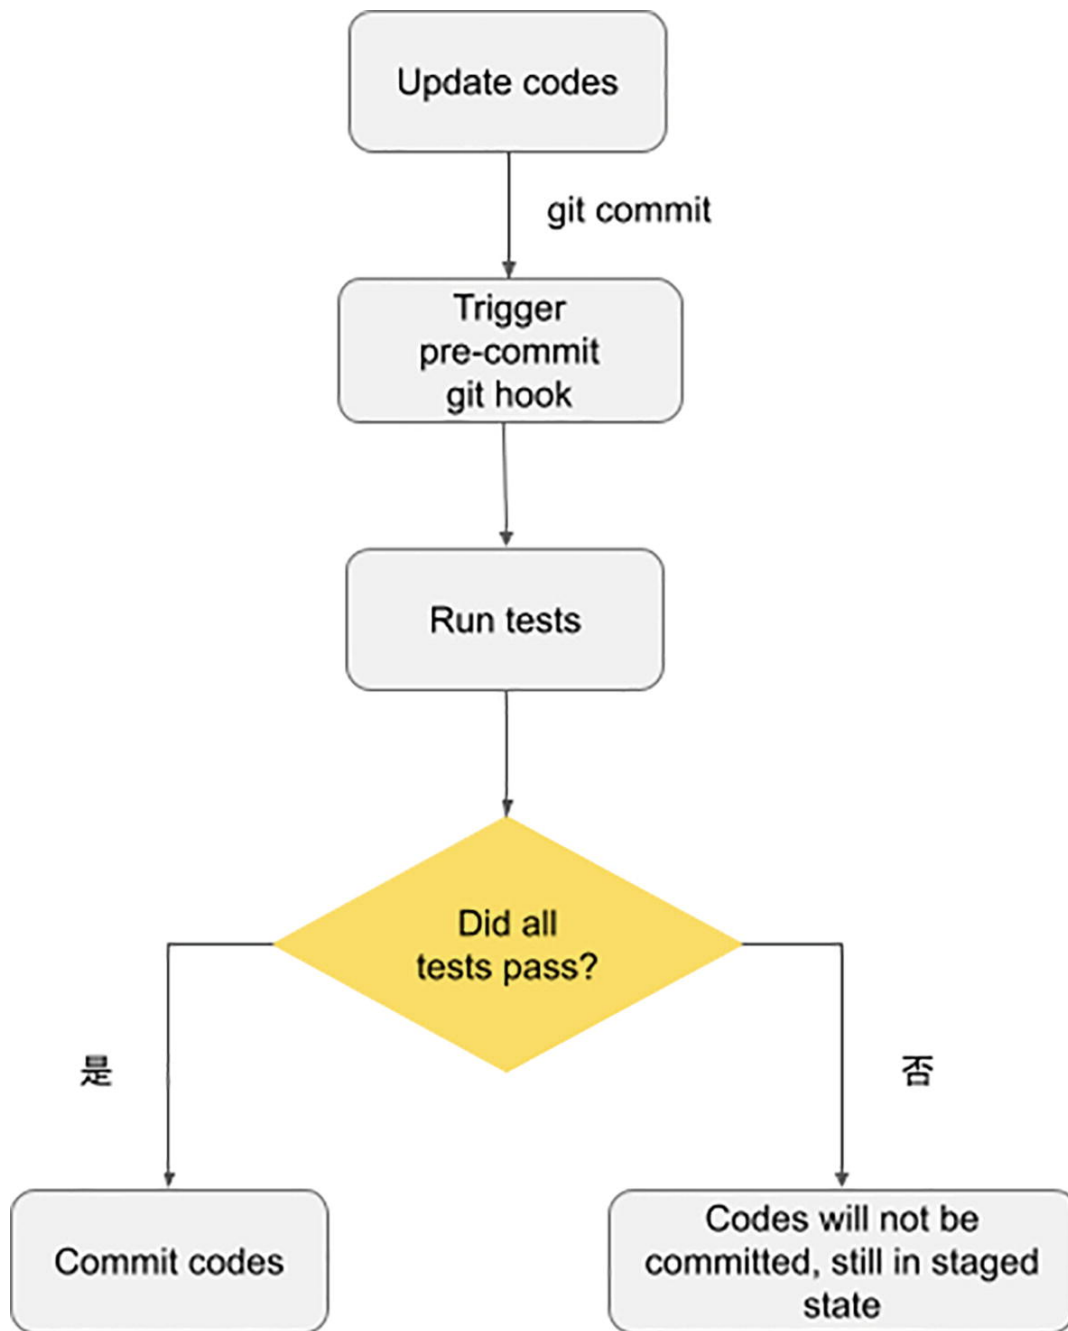 Update codes
git commit
Trigger
pre-commit
git hook
Run tests
Did all
tests pass?
是
否
Commit codes
Codes will not be
committed, still in staged
state